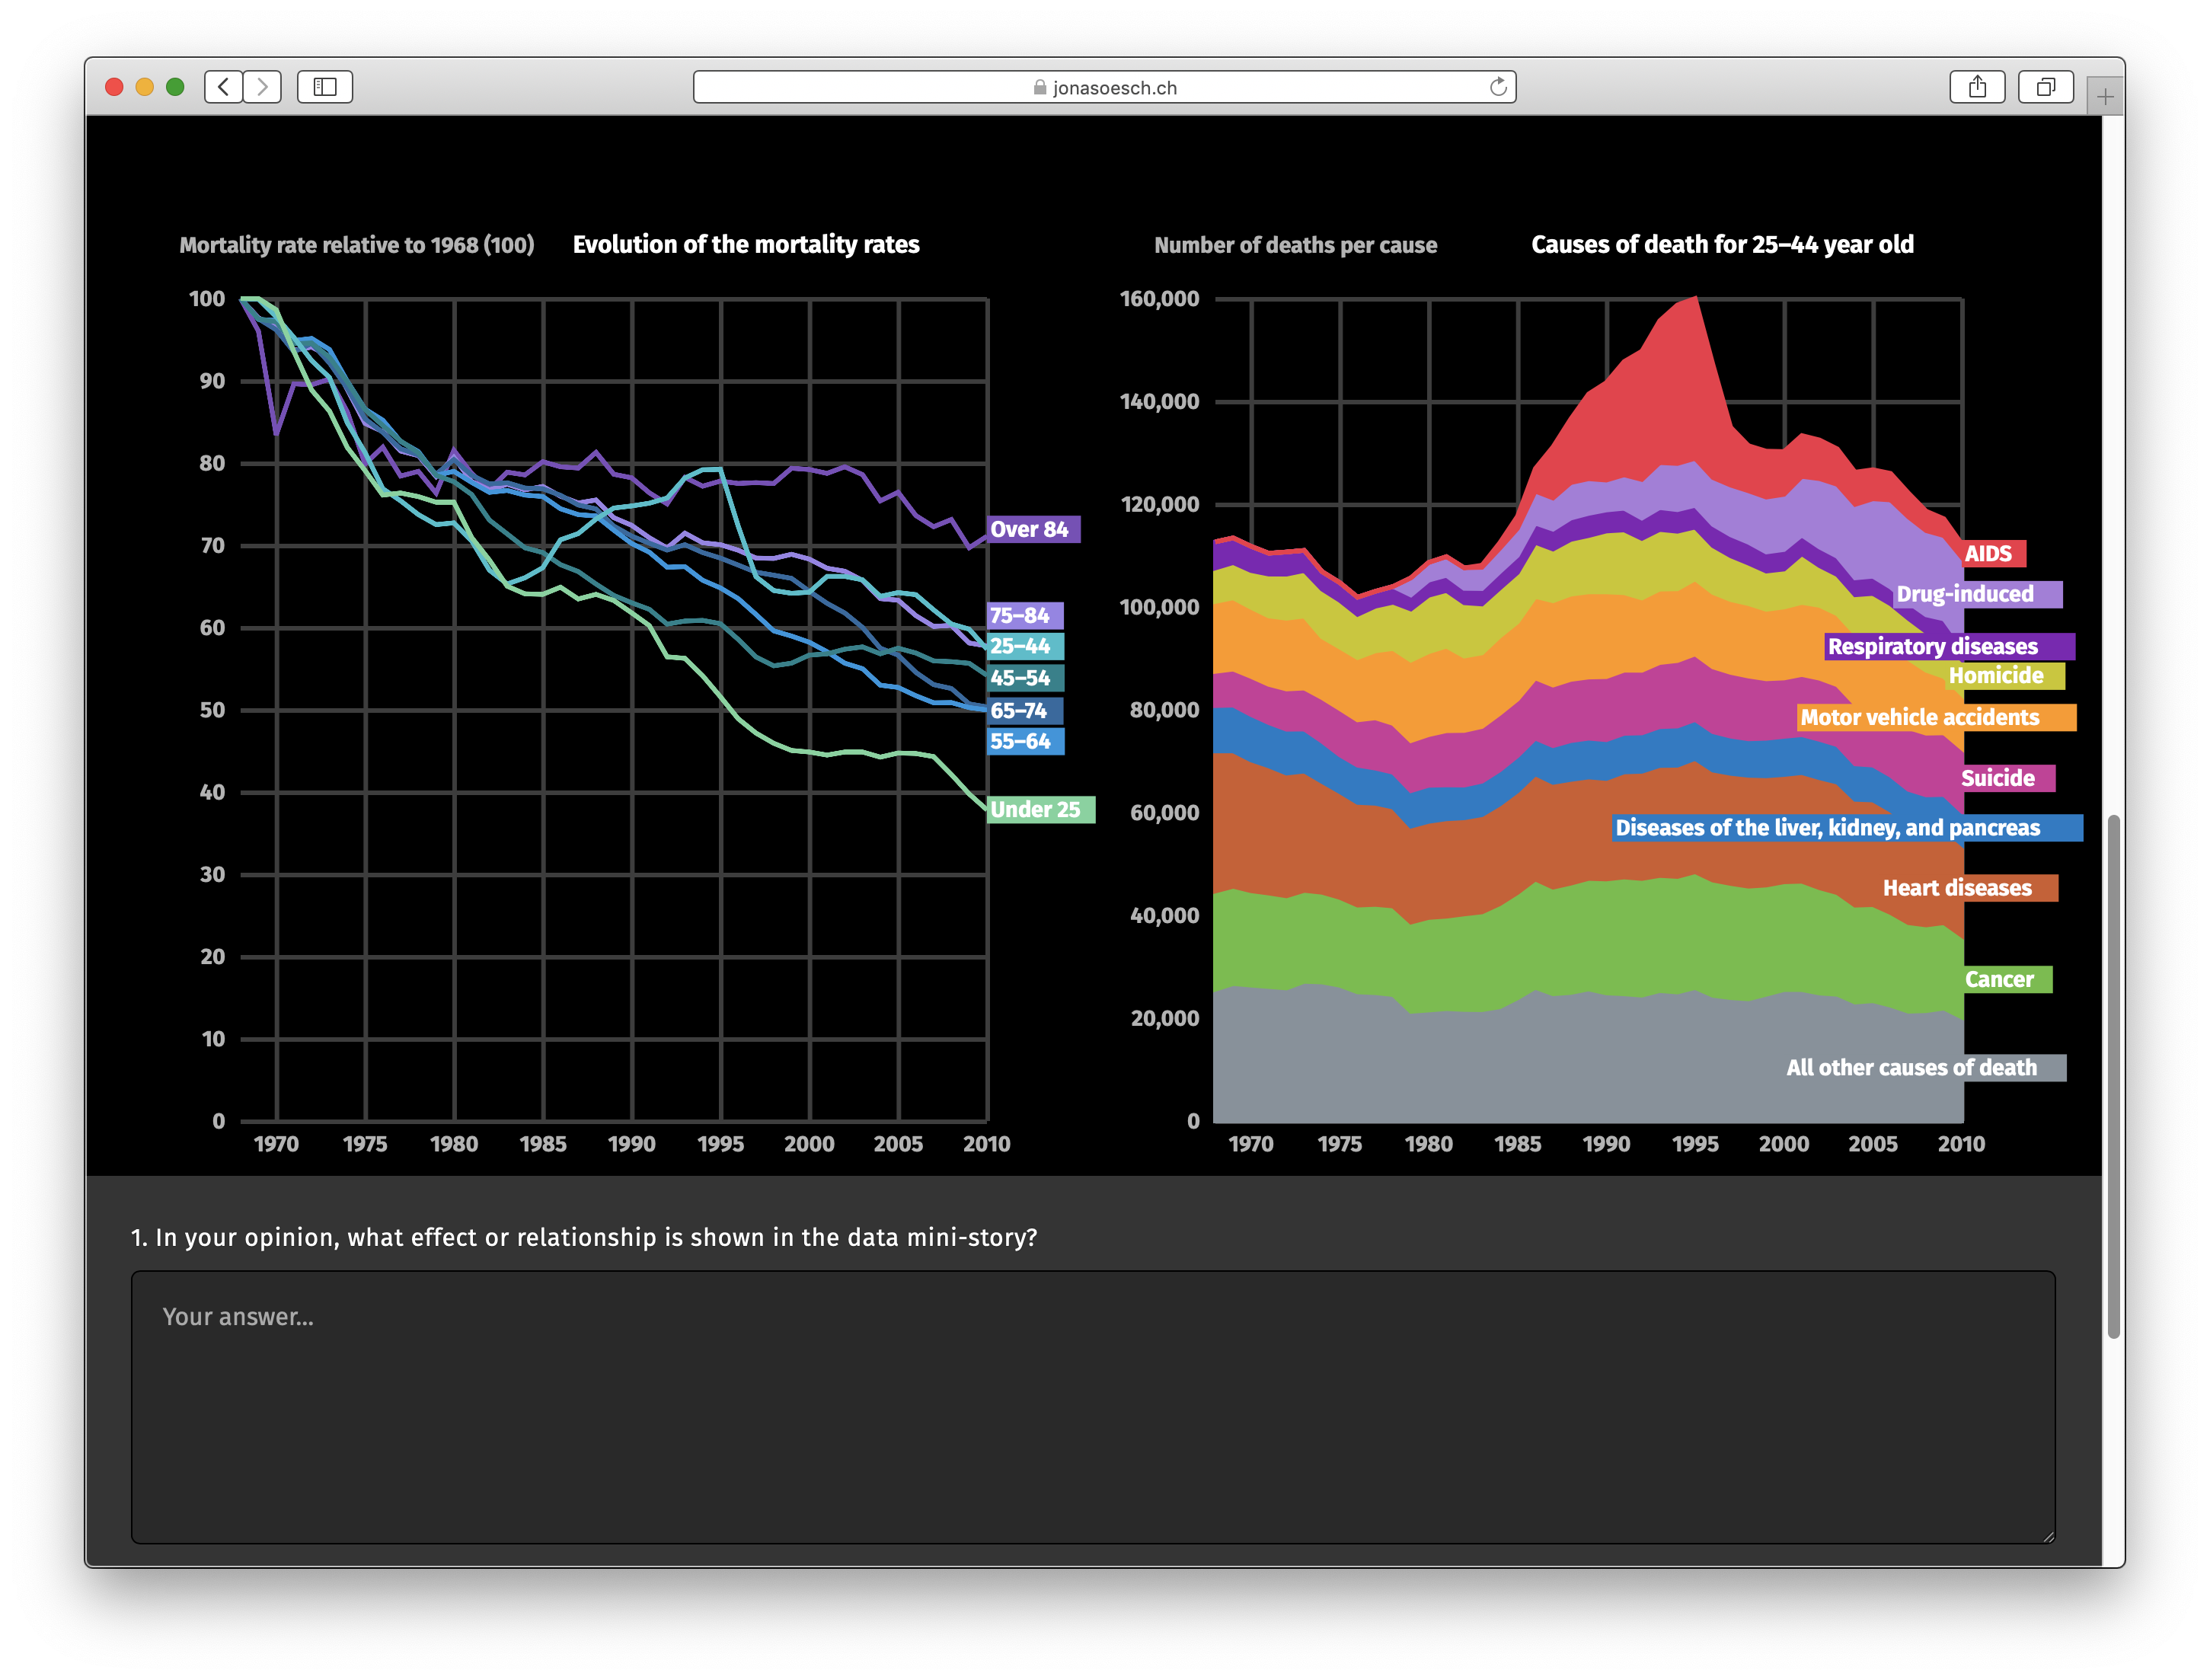 jonasoesch.ch
Mortality rate relative to 1968 (100)
Evolution of the mortality rates
100
90
80
70
60
50
40
30
20
10
0
1970 1975 1980 1985 1990 1995 2000 2005 2010
Over 84
75–84
25–44
45–54
65–74
55–64
Under 25
Number of deaths per cause
Causes of death for 25–44 year old
160,000
140,000
120,000
100,000
80,000
60,000
40,000
20,000
0
1970 1975 1980 1985 1990 1995 2000 2005 2010
AIDS
Drug-induced
Respiratory diseases
Homicide
Motor vehicle accidents
Suicide
Diseases of the liver, kidney, and pancreas
Heart diseases
Cancer
All other causes of death
1. In your opinion, what effect or relationship is shown in the data mini-story?
Your answer...